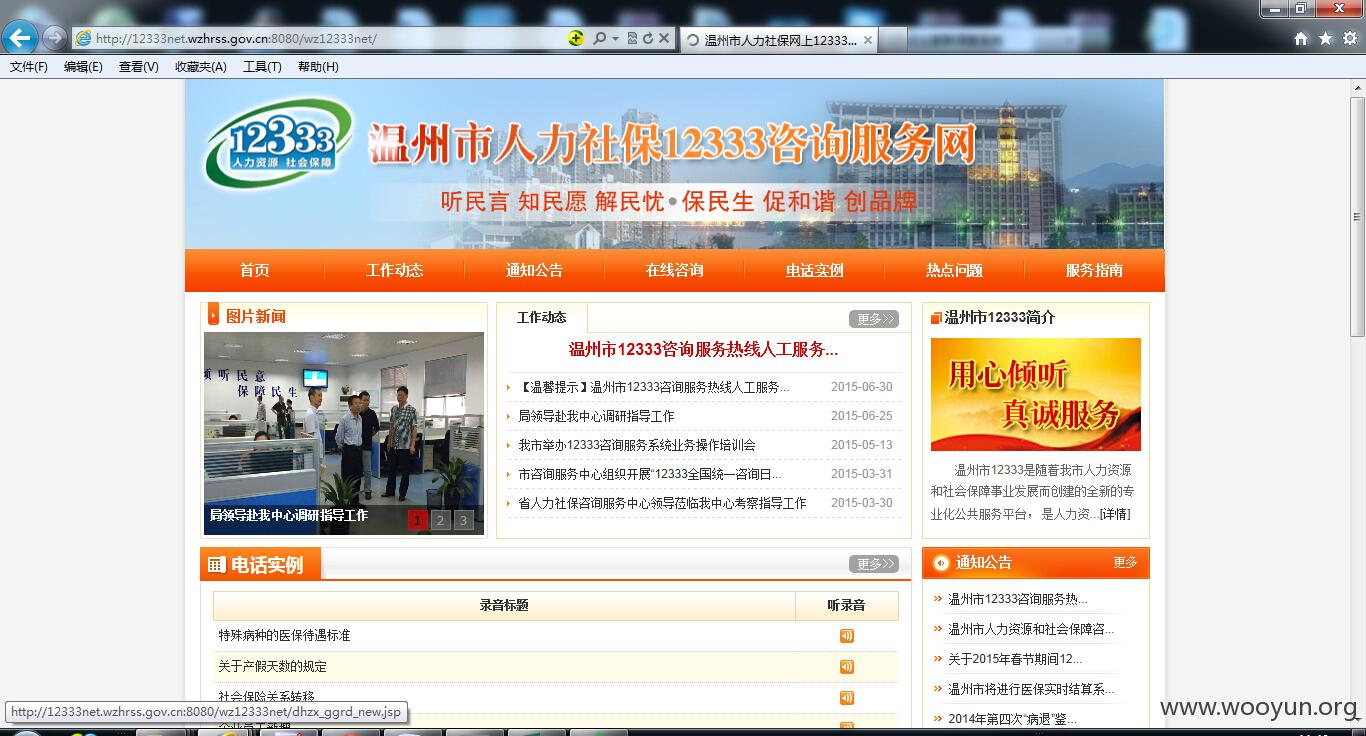 http://12333net.wzhrss.gov.cn:8080/wz12333net/
温州市人力社保网上12333...
文件(F) 编辑(E) 查看(V) 收藏夹(A) 工具(T) 帮助(H)
12333
人力资源 社会保障
温州市人力社保12333咨询服务网
听民言 知民愿 解民忧•保民生 促和谐 创品牌
首页 工作动态 通知公告 在线咨询 电话实例 热点问题 服务指南
图片新闻
倾听民意
保障民生
局领导赴我中心调研指导工作
1 2 3
工作动态 更多>>
温州市12333咨询服务热线人工服务...
【温馨提示】温州市12333咨询服务热线人工服务... 2015-06-30
局领导赴我中心调研指导工作 2015-06-25
我市举办12333咨询服务系统业务操作培训会 2015-05-13
市咨询服务中心组织开展“12333全国统一咨询日... 2015-03-31
省人力社保咨询服务中心领导莅临我中心考察指导工作 2015-03-30
温州市12333简介
用心倾听
真诚服务
温州市12333是随着我市人力资源
和社会保障事业发展而创建的全新的专
业化公共服务平台， 是人力资...[详情]
电话实例 更多>>
录音标题 听录音
特殊病种的医保待遇标准
关于产假天数的规定
社会保险关系转移
通知公告 更多
温州市12333咨询服务热...
温州市人力资源和社会保障咨...
关于2015年春节期间12...
温州市将进行医保实时结算系...
2014年第四次“病退”鉴...
http://12333net.wzhrss.gov.cn:8080/wz12333net/dhzx_ggrd_new.jsp
www.wooyun.org